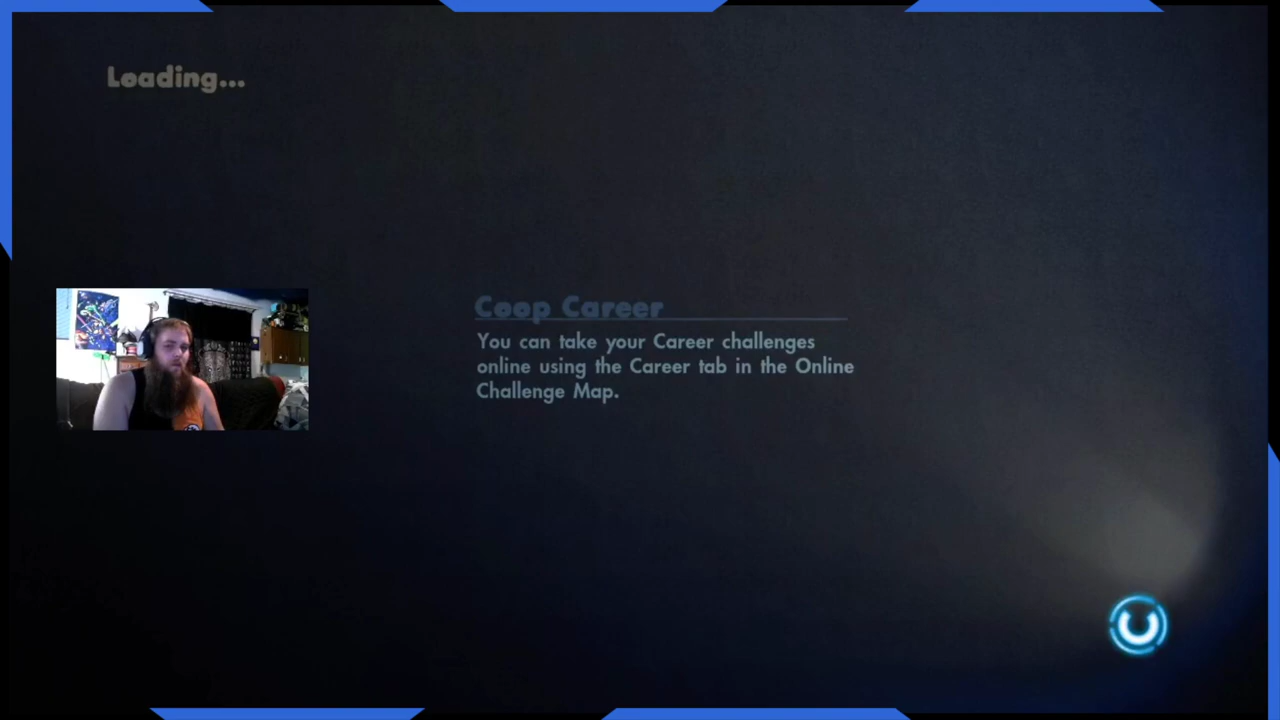 Loading...
Coop Career
You can take your Career challenges
online using the Career tab in the Online
Challenge Map.